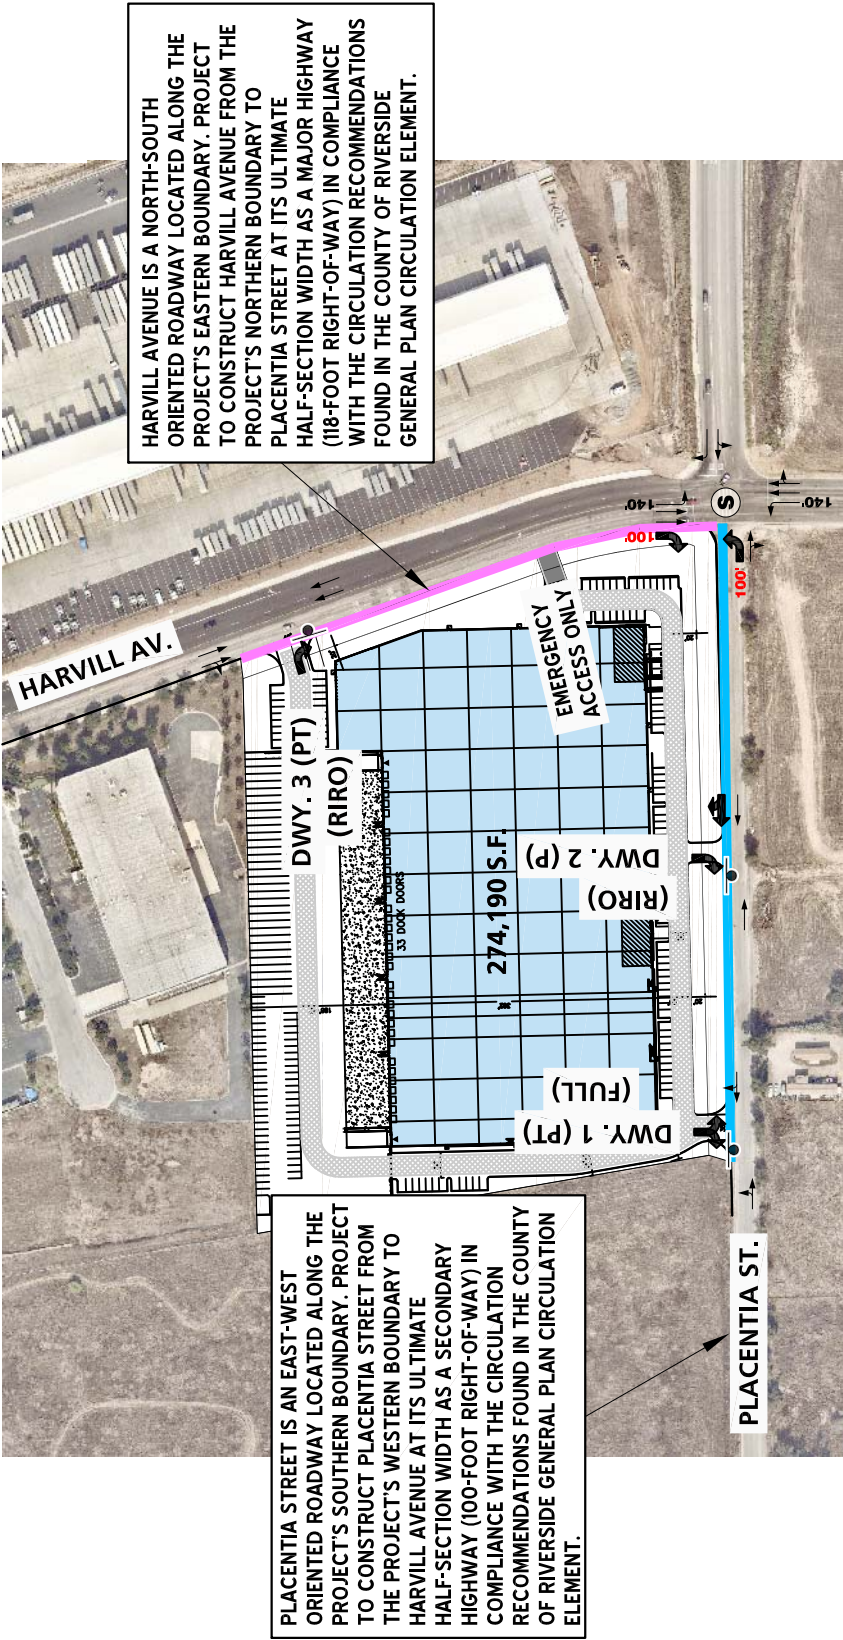 HARVILL AVENUE IS A NORTH-SOUTH
ORIENTED ROADWAY LOCATED ALONG THE
PROJECT'S EASTERN BOUNDARY. PROJECT
TO CONSTRUCT HARVILL AVENUE FROM THE
PROJECT'S NORTHERN BOUNDARY TO
PLACENTIA STREET AT ITS ULTIMATE
HALF-SECTION WIDTH AS A MAJOR HIGHWAY
(118-FOOT RIGHT-OF-WAY) IN COMPLIANCE
WITH THE CIRCULATION RECOMMENDATIONS
FOUND IN THE COUNTY OF RIVERSIDE
GENERAL PLAN CIRCULATION ELEMENT.
HARVILL AV.
DWY. 3 (PT)
(RIRO)
EMERGENCY
ACCESS ONLY
33 DOCK DOORS
274,190 S.F.
DWY. 2 (P)
(RIRO)
DWY. 1 (PT)
(FULL)
140'
100'
S
140'
100'
PLACENTIA ST.
PLACENTIA STREET IS AN EAST-WEST
ORIENTED ROADWAY LOCATED ALONG THE
PROJECT'S SOUTHERN BOUNDARY. PROJECT
TO CONSTRUCT PLACENTIA STREET FROM
THE PROJECT'S WESTERN BOUNDARY TO
HARVILL AVENUE AT ITS ULTIMATE
HALF-SECTION WIDTH AS A SECONDARY
HIGHWAY (100-FOOT RIGHT-OF-WAY) IN
COMPLIANCE WITH THE CIRCULATION
RECOMMENDATIONS FOUND IN THE COUNTY
OF RIVERSIDE GENERAL PLAN CIRCULATION
ELEMENT.